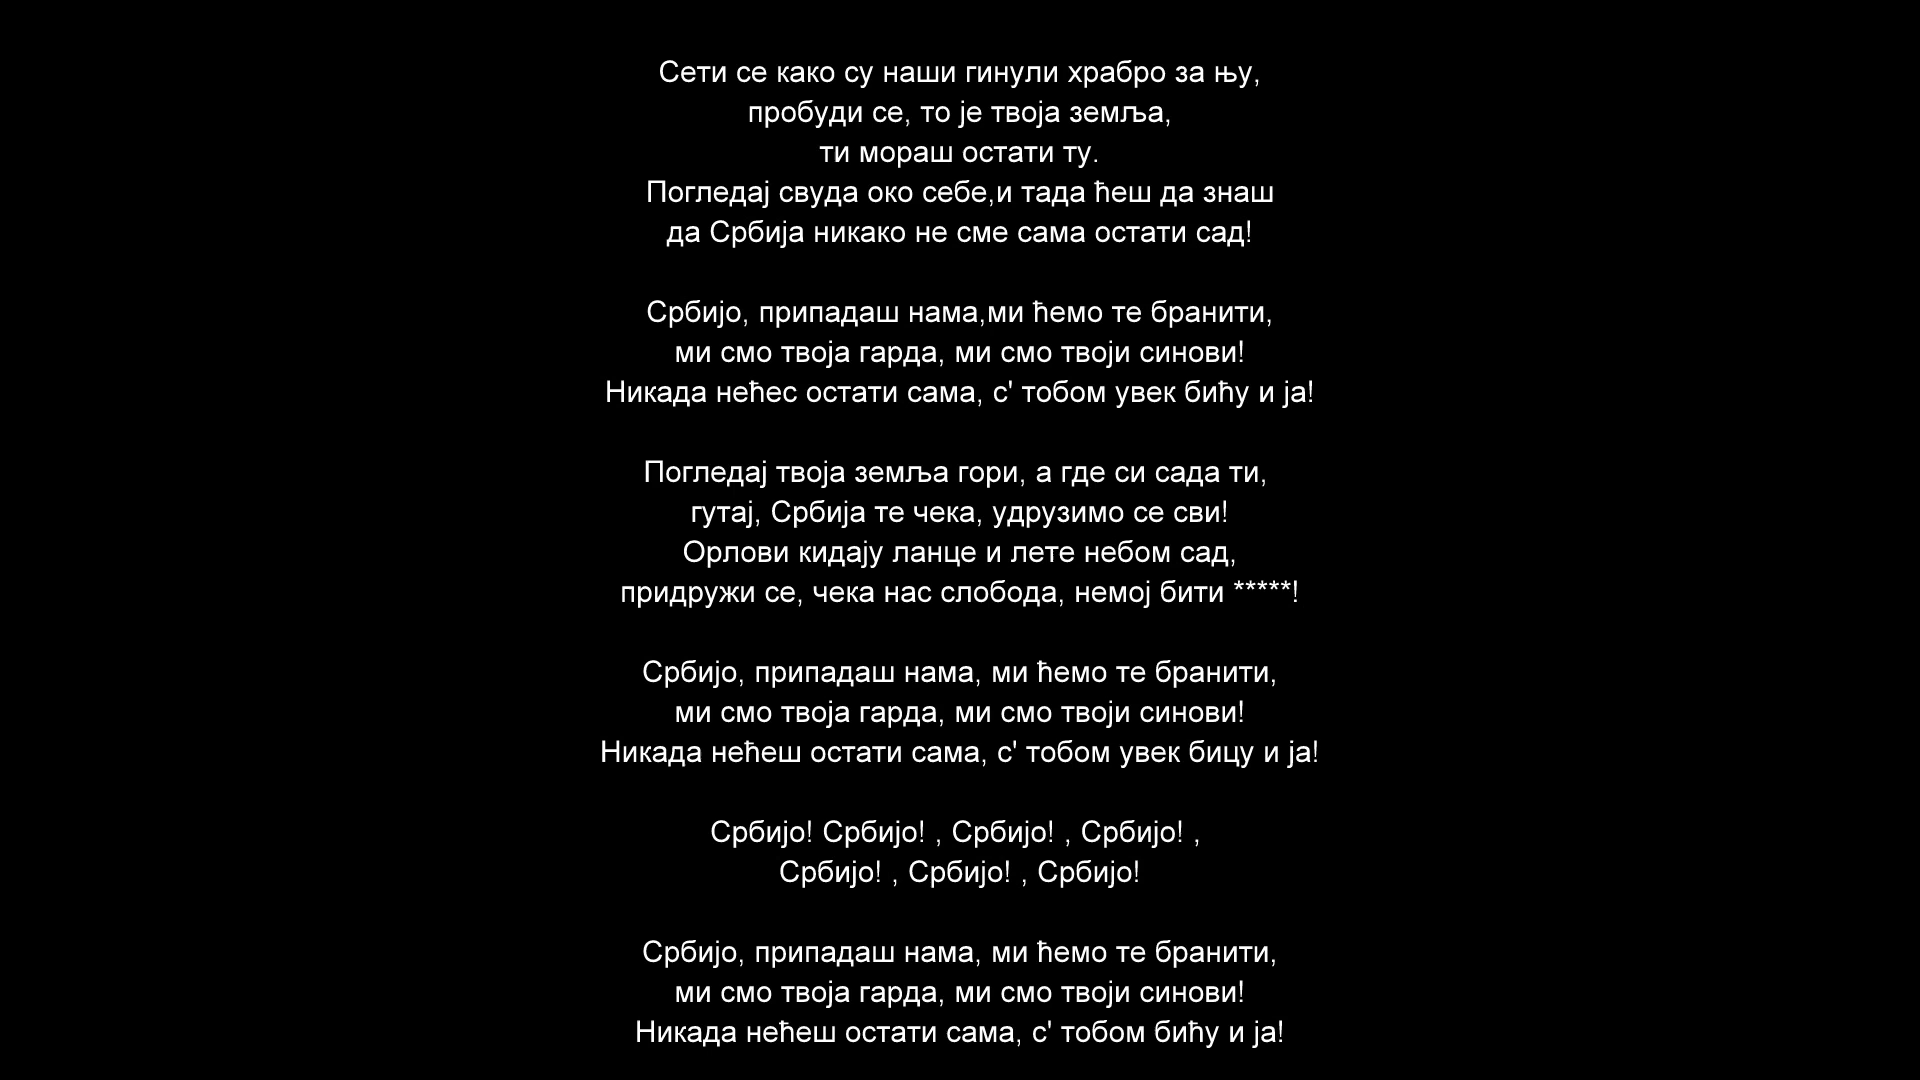 Сети се како су наши гинули храбро за њу,
пробуди се, то је твоја земља,
ти мораш остати ту.
Погледај свуда око себе,и тада ћеш да знаш
да Србија никако не сме сама остати сад!
Србијо, припадаш нама,ми ћемо те бранити,
ми смо твоја гарда, ми смо твоји синови!
Никада нећес остати сама, с' тобом увек бићу и ја!
Погледај твоја земља гори, а где си сада ти,
гутај, Србија те чека, удрузимо се сви!
Орлови кидају ланце и лете небом сад,
придружи се, чека нас слобода, немој бити *****!
Србијо, припадаш нама, ми ћемо те бранити,
ми смо твоја гарда, ми смо твоји синови!
Никада нећеш остати сама, с' тобом увек бицу и ја!
Србијо! Србијо! , Србијо! , Србијо! ,
Србијо! , Србијо! , Србијо!
Србијо, припадаш нама, ми ћемо те бранити,
ми смо твоја гарда, ми смо твоји синови!
Никада нећеш остати сама, с' тобом бићу и ја!